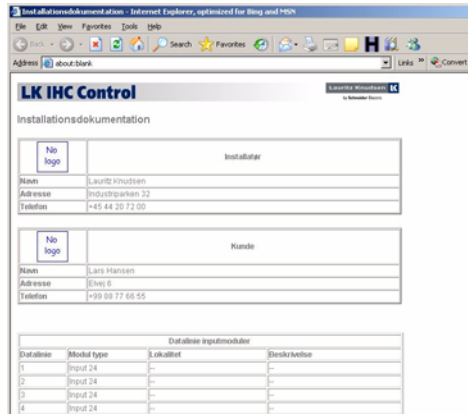 Installationsdokumentation - Internet Explorer, optimized for Bing and MSN
File Edit View Favorites Tools Help
Back Search Favorites
Address about:blank Links » Convert
LK IHC Control
Lauritz Knudsen
by Schneider Electric
Installationsdokumentation
No logo
Installatør
Navn Lauritz Knudsen
Adresse Industriparken 32
Telefon +45 44 20 72 00
No logo
Kunde
Navn Lars Hansen
Adresse Elvej 6
Telefon +99 88 77 66 55
Datalinie inputmoduler
Datalinie Modul type Lokalitet Beskrivelse
1 Input 24 -- --
2 Input 24 -- --
3 Input 24 -- --
4 Input 24 -- --